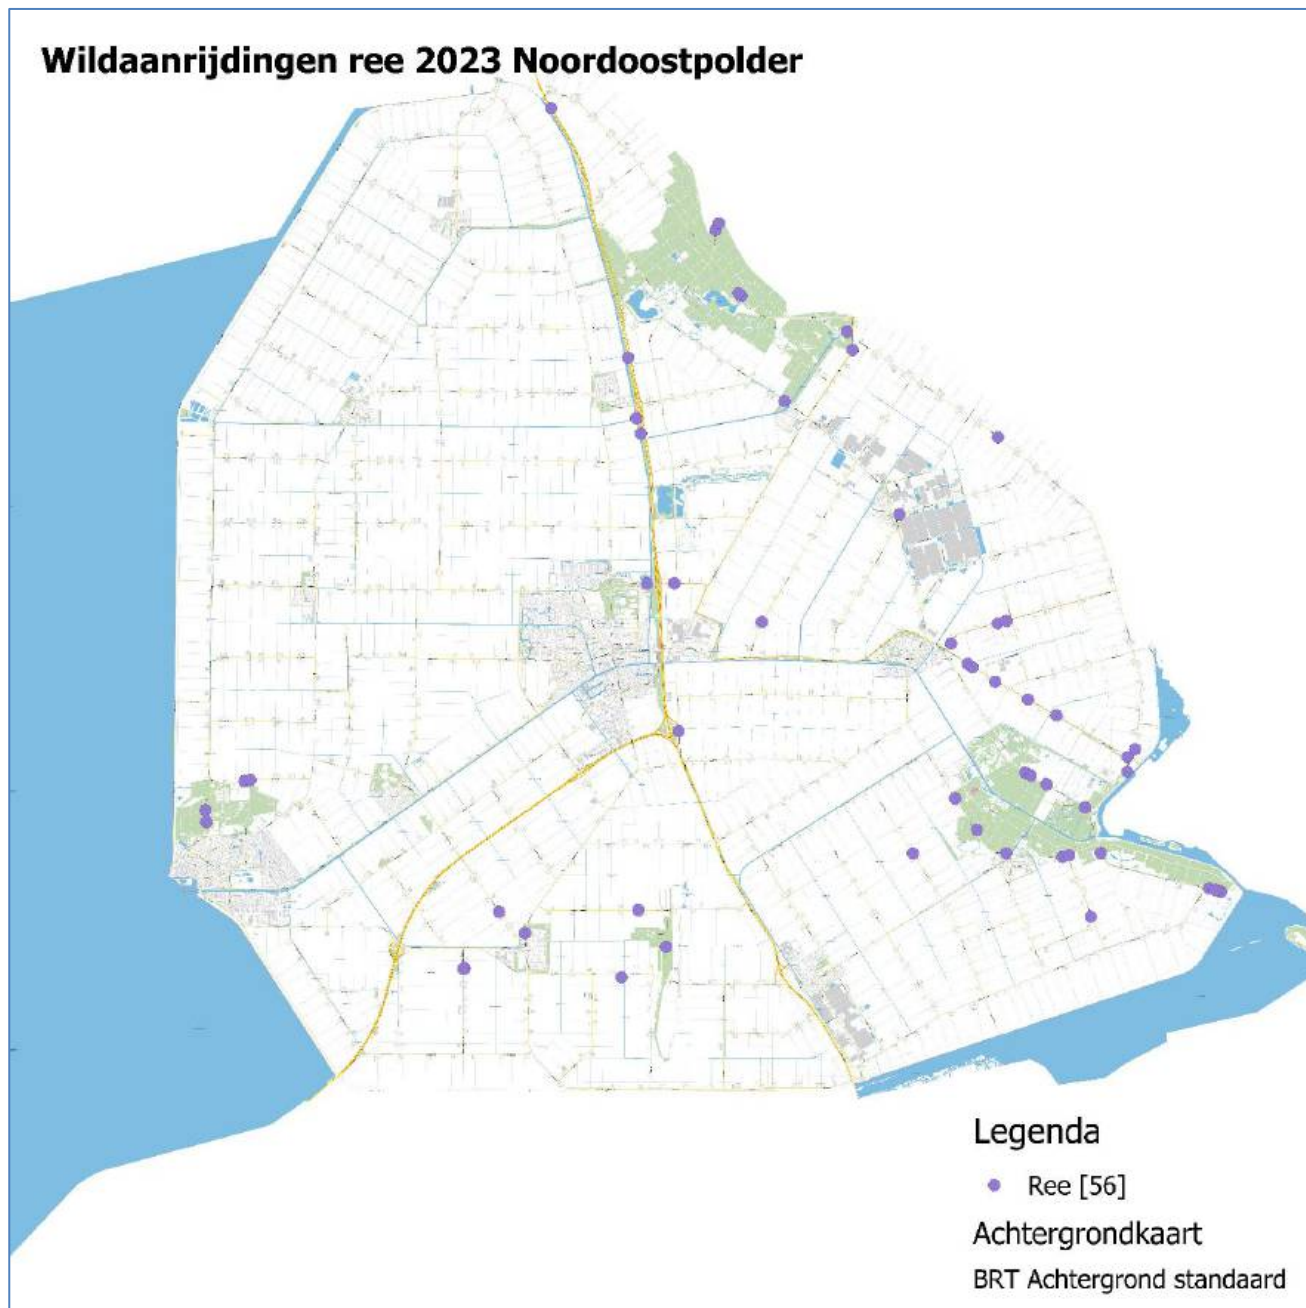 Wildaanrijdingen ree 2023 Noordoostpolder
Legenda
Ree [56]
Achtergrondkaart
BRT Achtergrond standaard